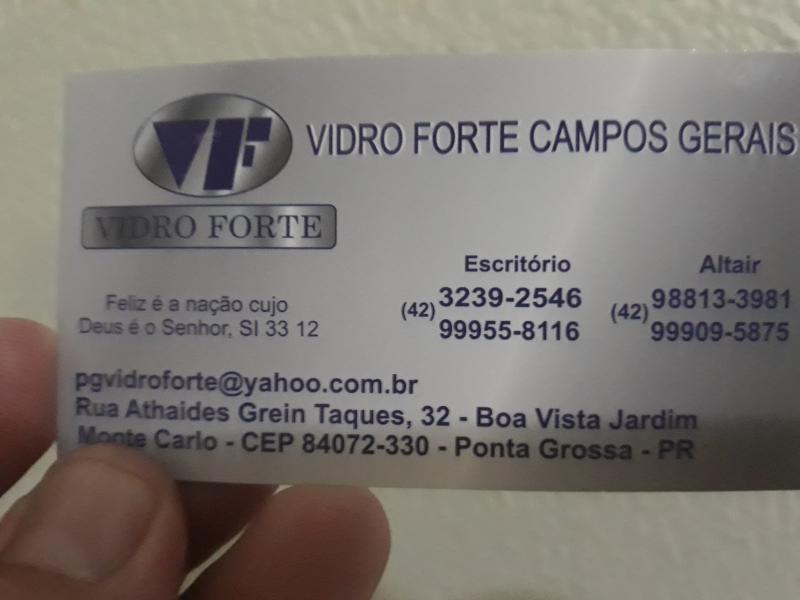 VF
VIDRO FORTE CAMPOS GERAIS
VIDRO FORTE
Feliz é a nação cujo
Deus é o Senhor, Sl 33 12
Escritório
(42) 3239-2546
99955-8116
Altair
(42) 98813-3981
99909-5875
pgvidroforte@yahoo.com.br
Rua Athaides Grein Taques, 32 - Boa Vista Jardim
Monte Carlo - CEP 84072-330 - Ponta Grossa - PR